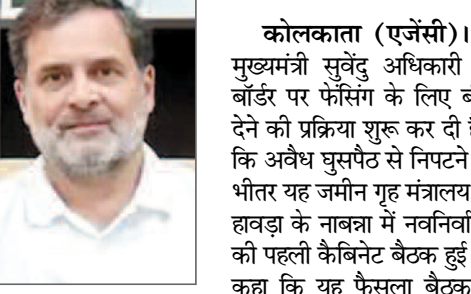 कोलकाता (एजेंसी)।
मुख्यमंत्री सुवेंदु अधिकारी
बॉर्डर पर फेंसिंग के लिए
देने की प्रक्रिया शुरू कर दी
कि अवैध घुसपैठ से निपटने
भीतर यह जमीन गृह मंत्रालय
हावड़ा के नाबन्ना में
की पहली कैबिनेट बैठक हुई
कहा कि यह फैसला बैठक